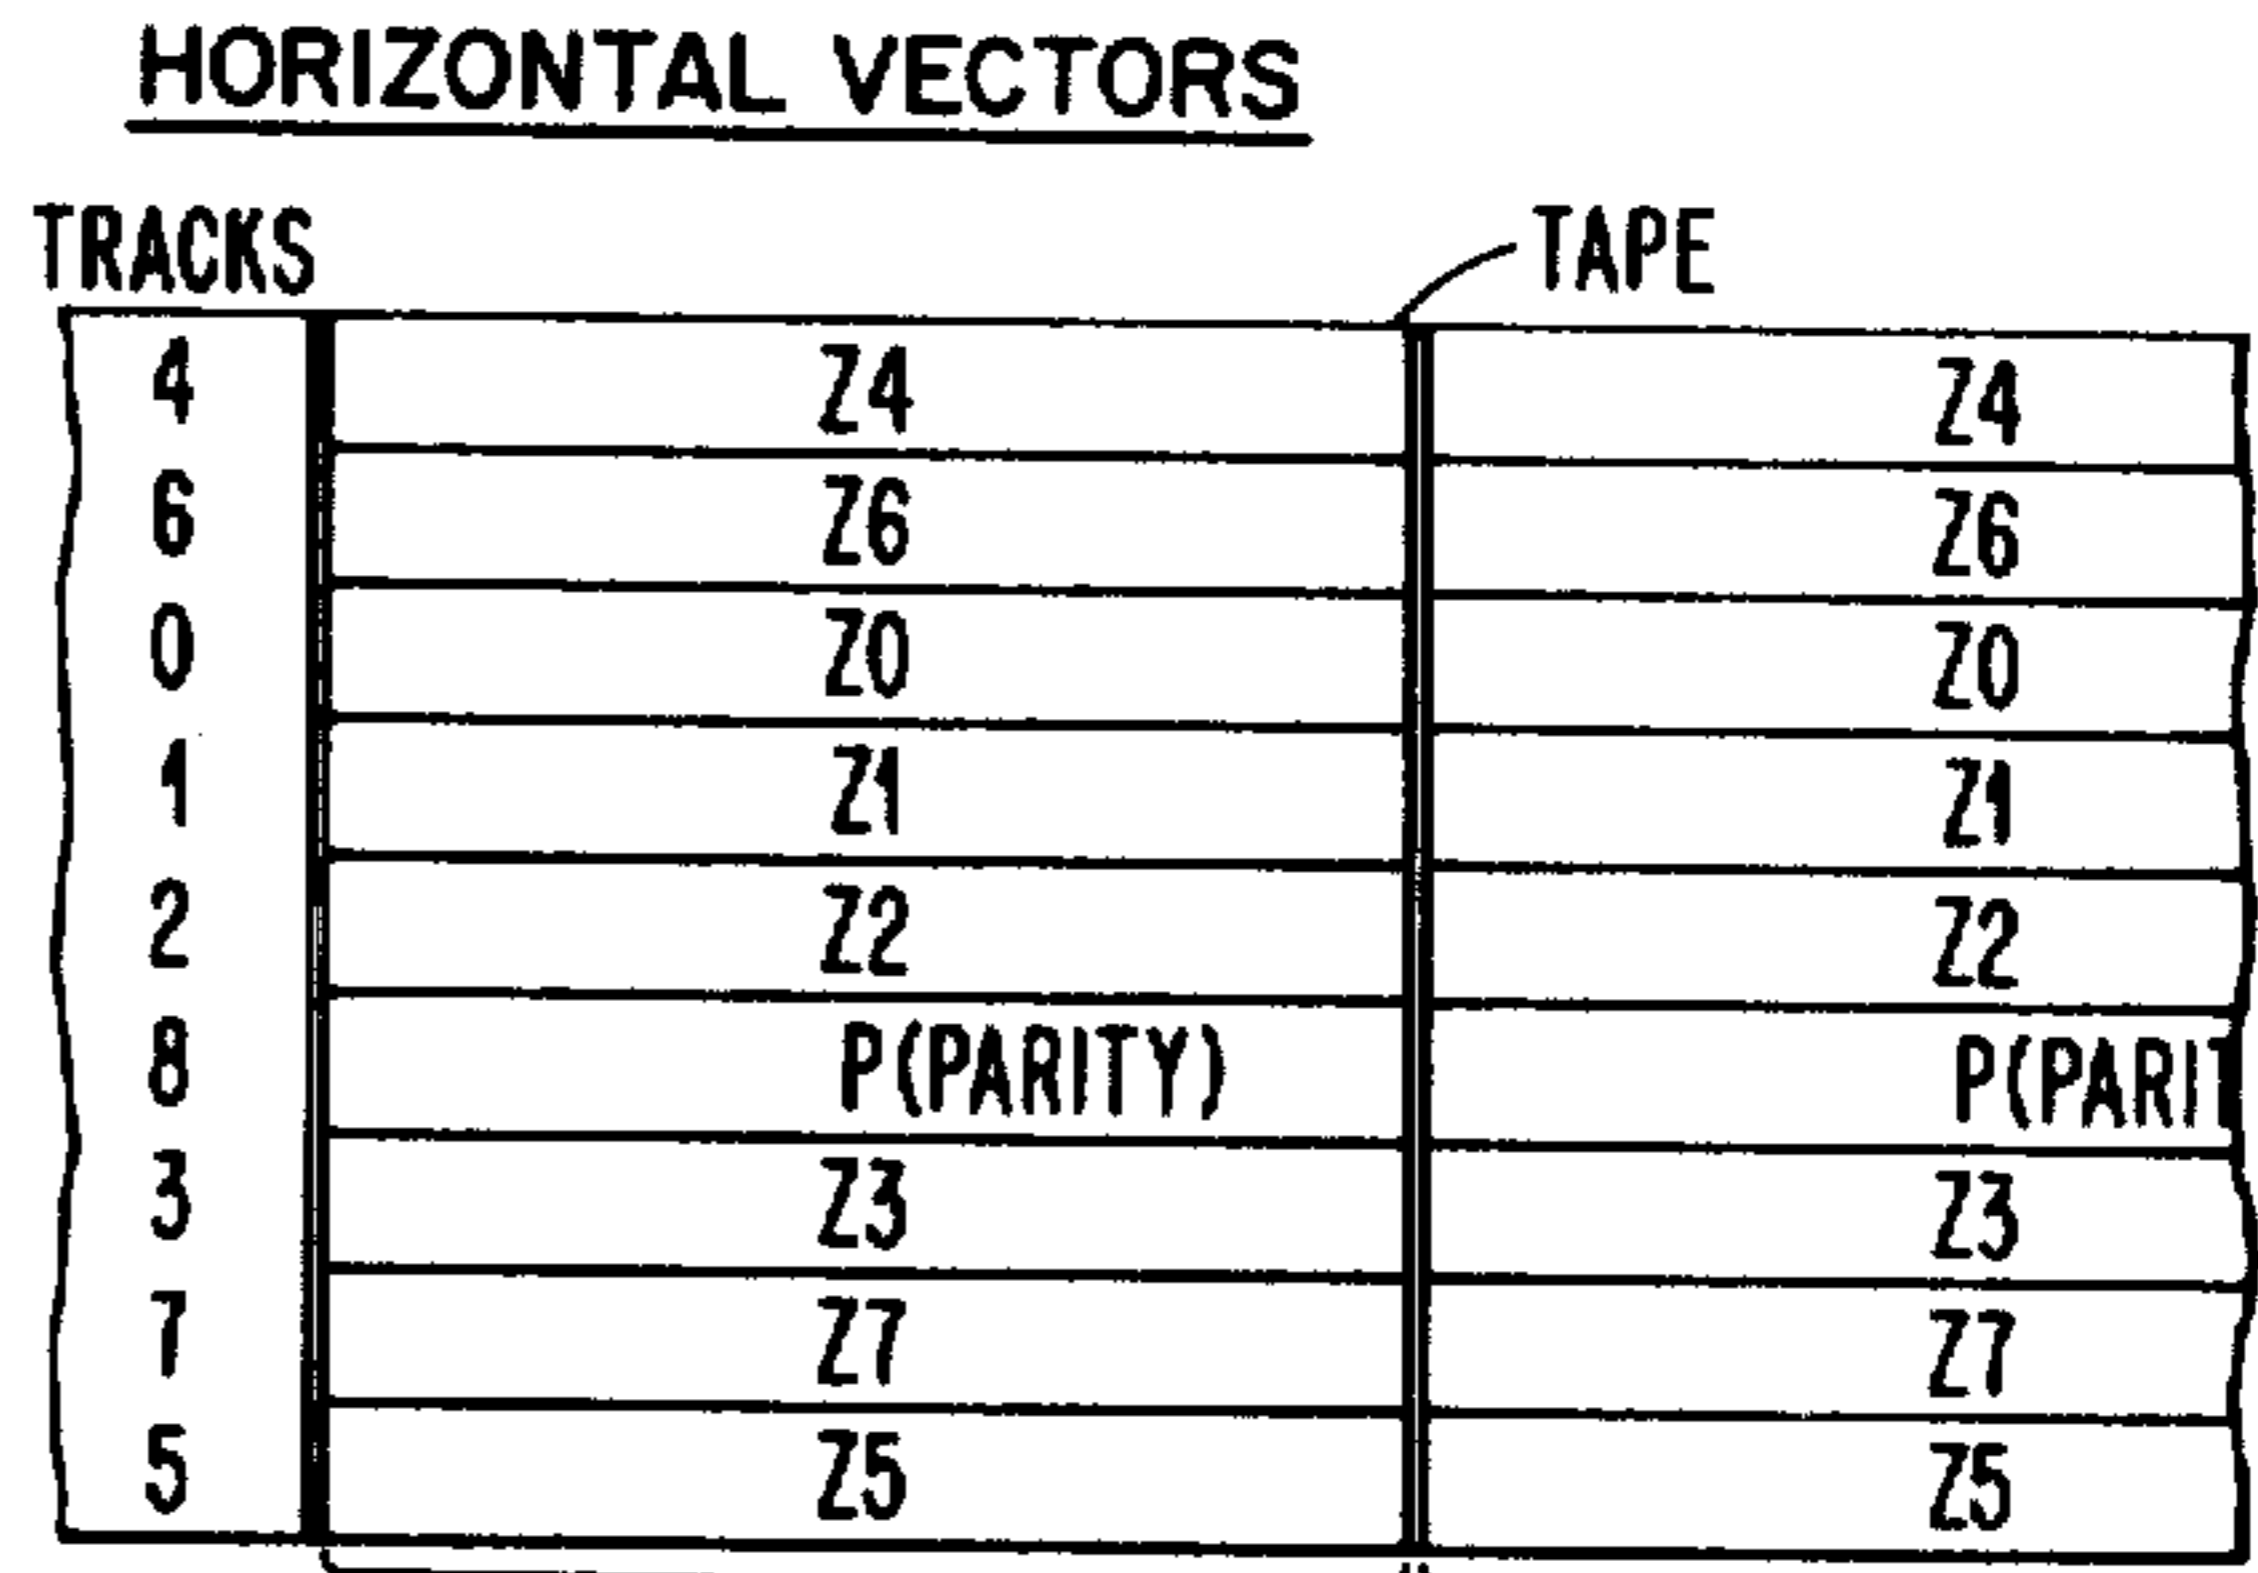 HORIZONTAL VECTORS
TRACKS TAPE
4 Z4 Z4
6 Z6 Z6
0 Z0 Z0
1 Z1 Z1
2 Z2 Z2
8 P(PARITY) P(PARIT
3 Z3 Z3
7 Z7 Z7
5 Z5 Z5